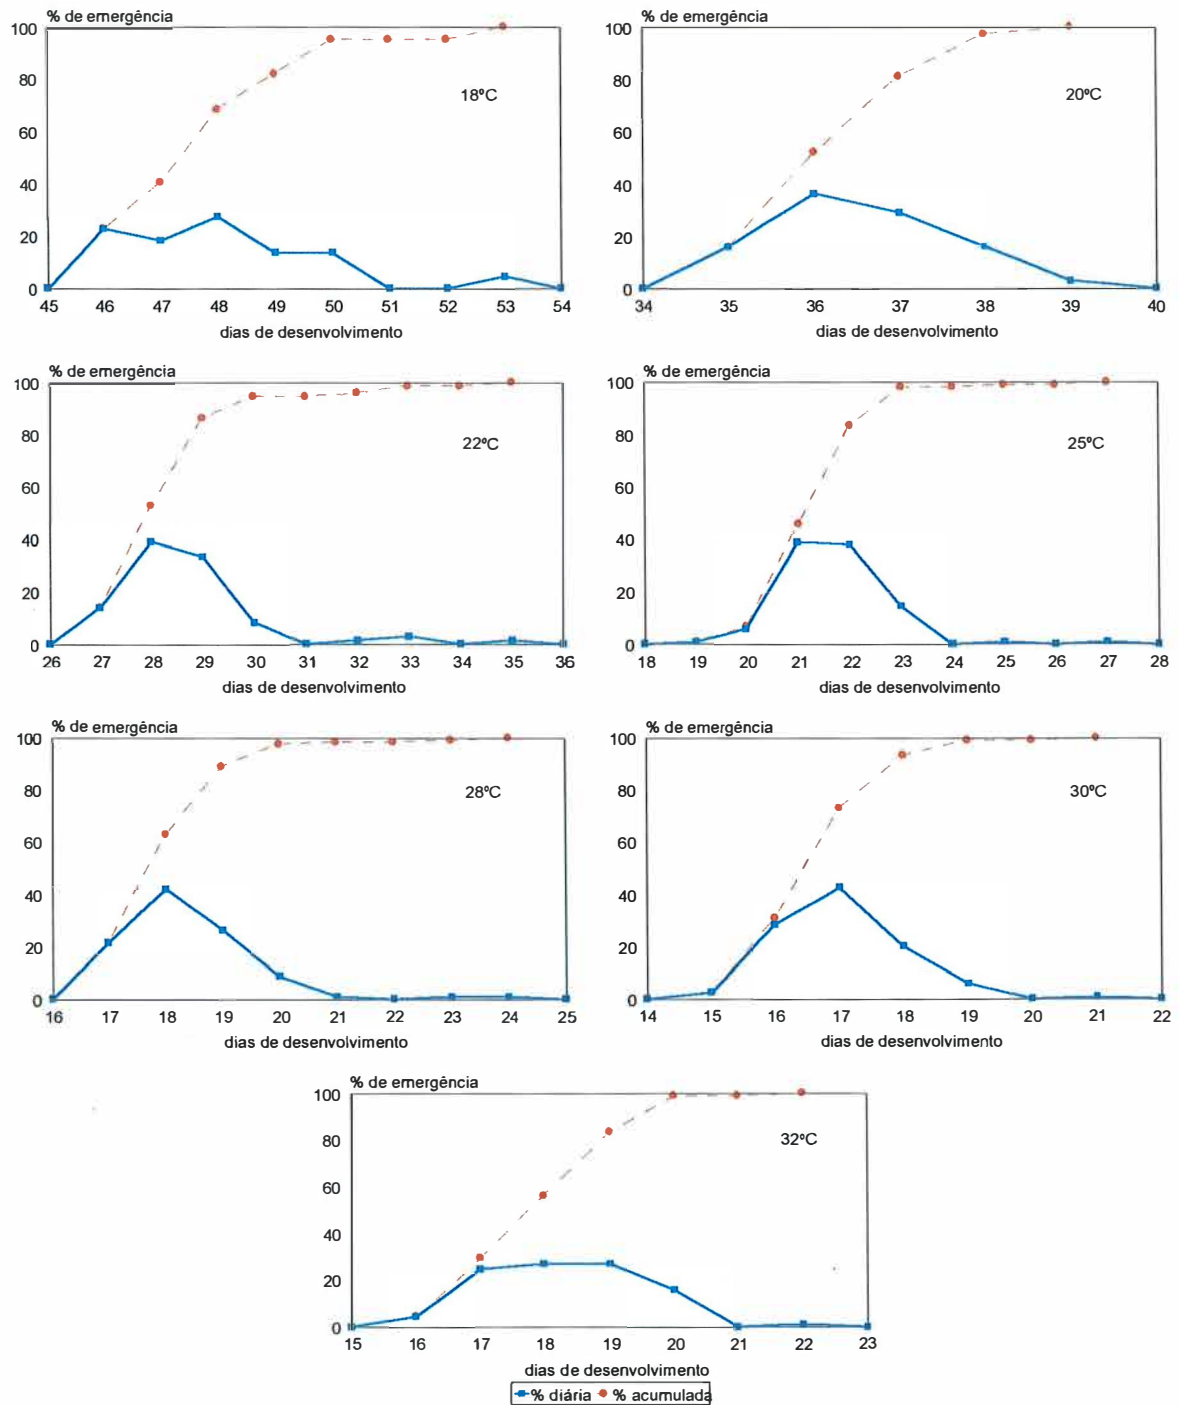 % de emergência
100
80
60
40
20
0
18ºC
45 46 47 48 49 50 51 52 53 54
dias de desenvolvimento
% de emergência
100
80
60
40
20
0
20ºC
34 35 36 37 38 39 40
dias de desenvolvimento
% de emergência
100
80
60
40
20
0
22ºC
26 27 28 29 30 31 32 33 34 35 36
dias de desenvolvimento
% de emergência
100
80
60
40
20
0
25ºC
18 19 20 21 22 23 24 25 26 27 28
dias de desenvolvimento
% de emergência
100
80
60
40
20
0
28ºC
16 17 18 19 20 21 22 23 24 25
dias de desenvolvimento
% de emergência
100
80
60
40
20
0
30ºC
14 15 16 17 18 19 20 21 22
dias de desenvolvimento
% de emergência
100
80
60
40
20
0
32ºC
15 16 17 18 19 20 21 22 23
dias de desenvolvimento
% diária % acumulada